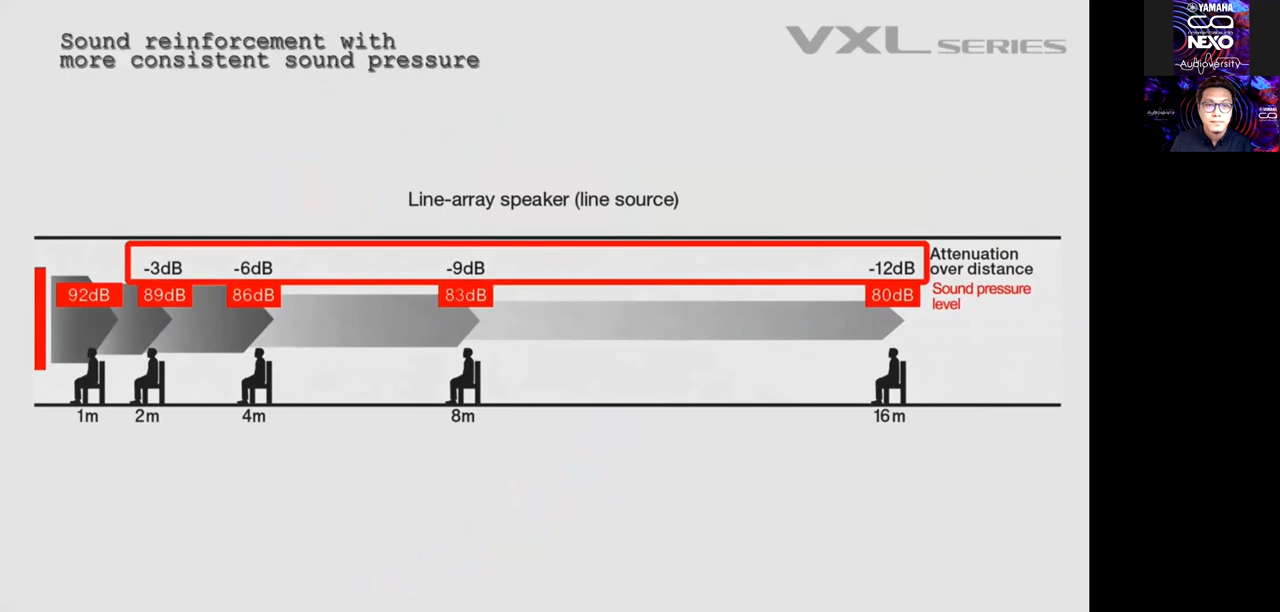 Sound reinforcement with
more consistent sound pressure
VXL SERIES
YAMAHA
NEXO
Audioversity
Line-array speaker (line source)
-3dB -6dB -9dB -12dB
Attenuation
over distance
92dB 89dB 86dB 83dB 80dB
Sound pressure
level
1m 2m 4m 8m 16m